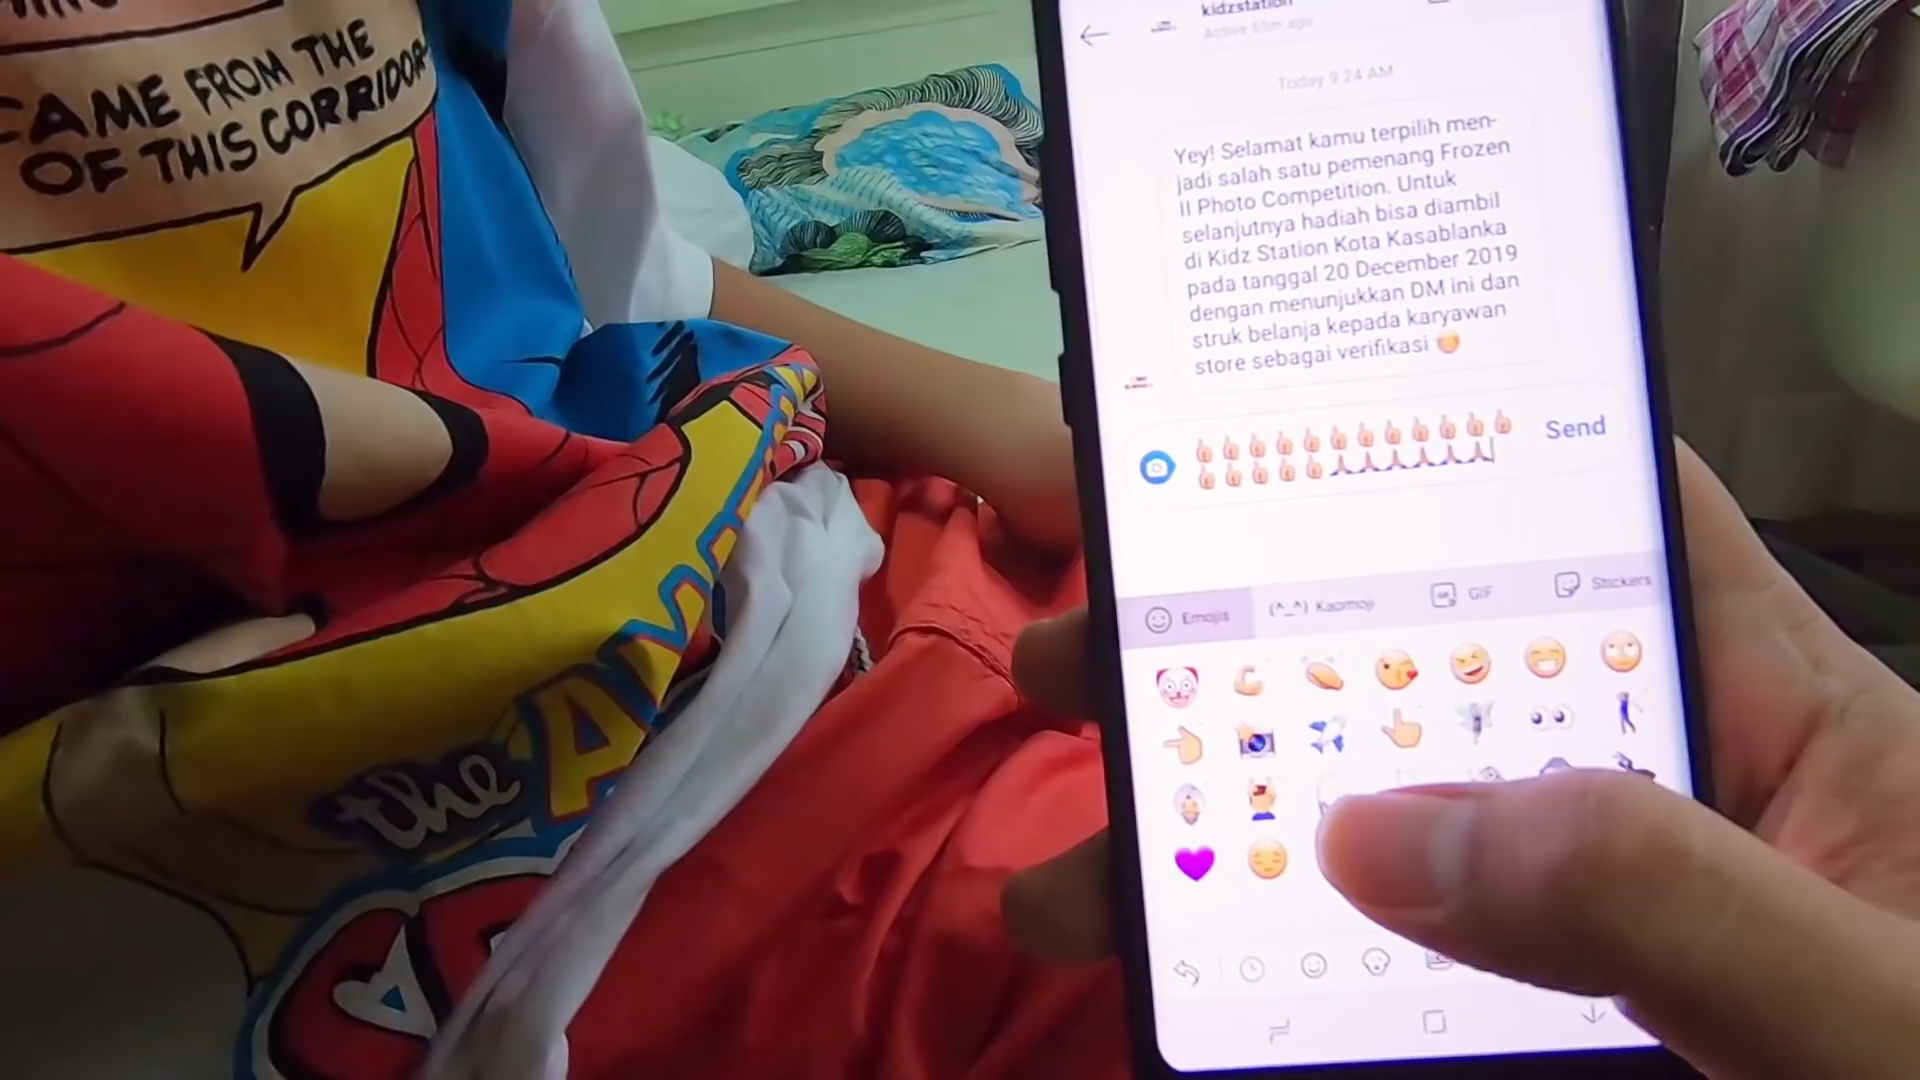 CAME FROM THE
OF THIS CORRIDOR
the
kidzstation
Active 55m ago
Today 9:24 AM
Yey! Selamat kamu terpilih men-
jadi salah satu pemenang Frozen
II Photo Competition. Untuk
selanjutnya hadiah bisa diambil
di Kidz Station Kota Kasablanka
pada tanggal 20 December 2019
dengan menunjukkan DM ini dan
struk belanja kepada karyawan
store sebagai verifikasi
Send
Emojis
(^_^) Kaomoji
GIF
Stickers